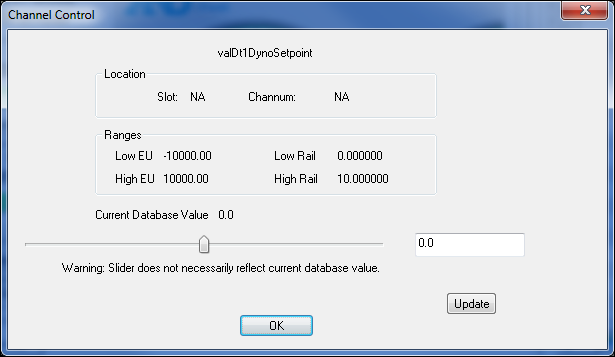 Channel Control
valDt1DynoSetpoint
Location
Slot: NA Channum: NA
Ranges
Low EU -10000.00 Low Rail 0.000000
High EU 10000.00 High Rail 10.000000
Current Database Value 0.0
0.0
Warning: Slider does not necessarily reflect current database value.
Update
OK